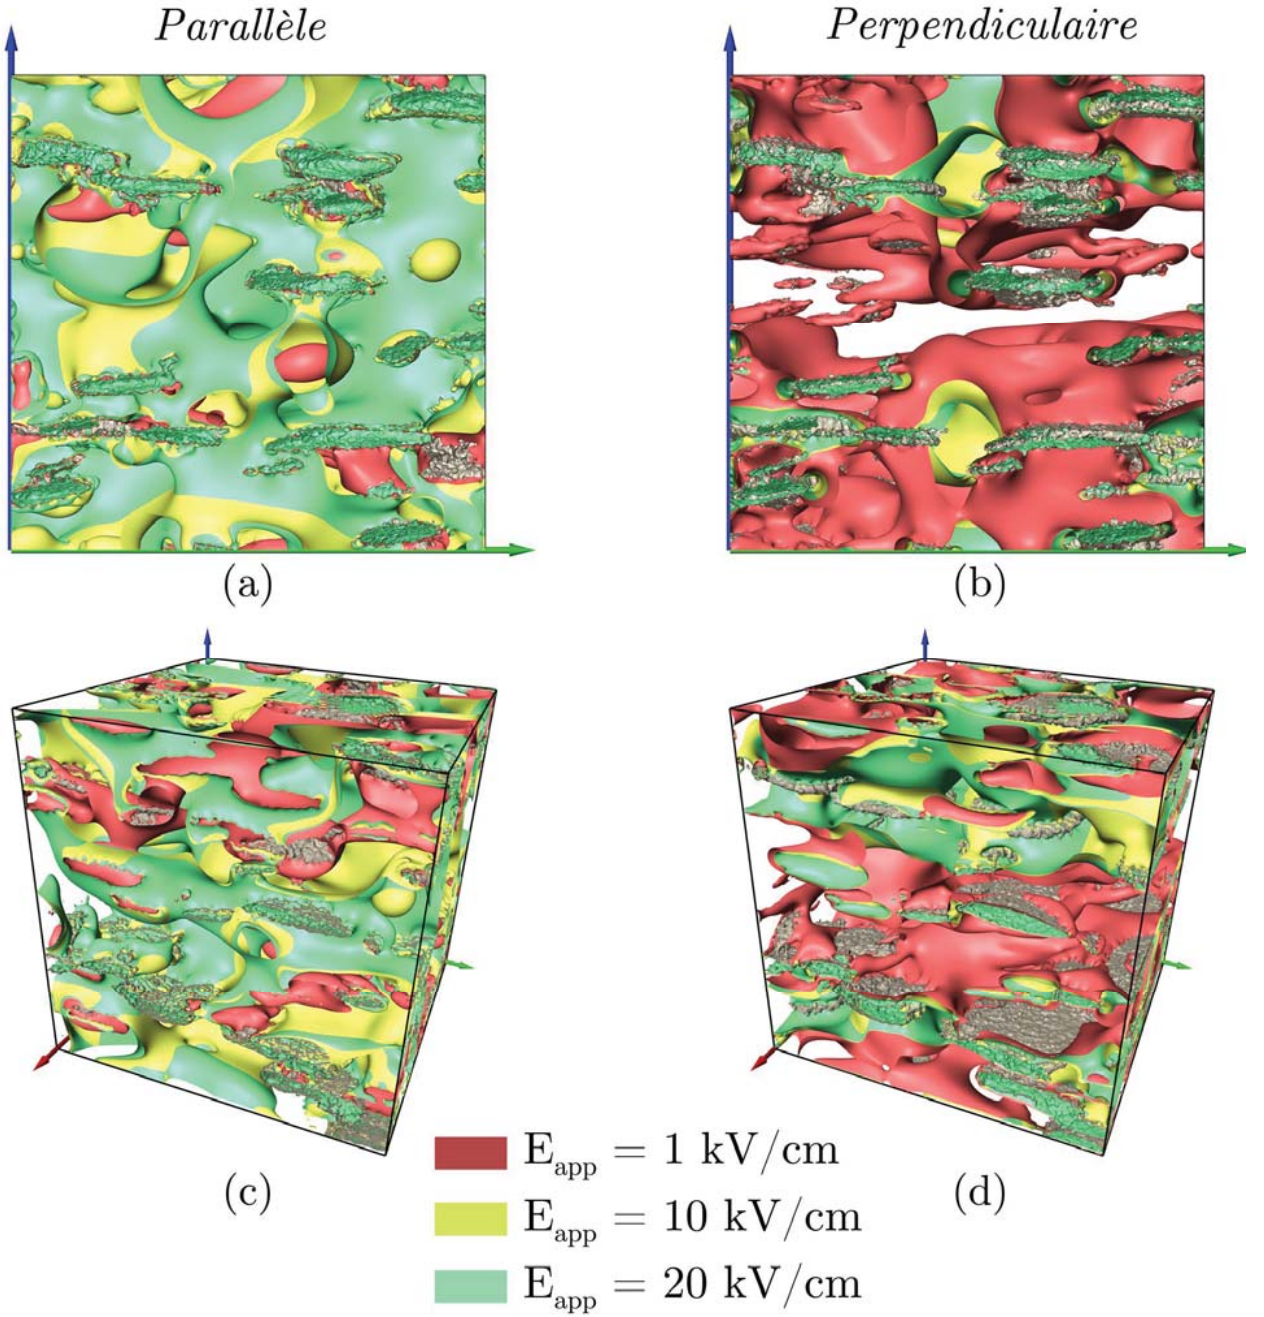 Parallèle
Perpendiculaire
(a)
(b)
(c)
(d)
E_app = 1 kV/cm
E_app = 10 kV/cm
E_app = 20 kV/cm